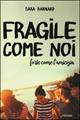 SARA BARNARD
FRAGILE
COME NOI
forte come l'amicizia